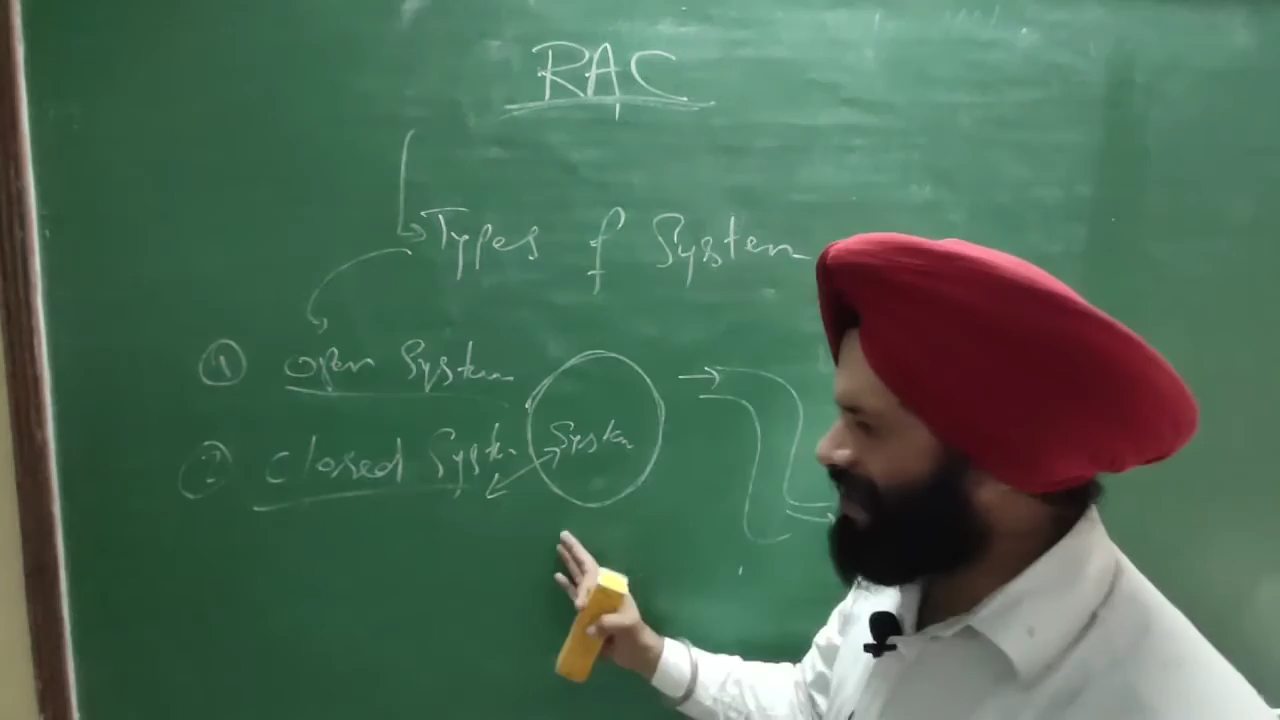 RAC
Types of System
① open System
② closed System
System